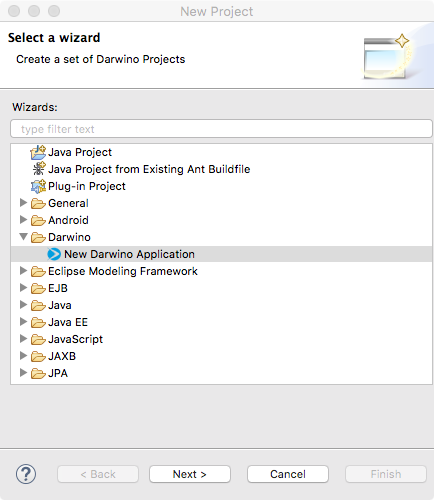 New Project
Select a wizard
Create a set of Darwino Projects
Wizards:
type filter text
Java Project
Java Project from Existing Ant Buildfile
Plug-in Project
General
Android
Darwino
New Darwino Application
Eclipse Modeling Framework
EJB
Java
Java EE
JavaScript
JAXB
JPA
? < Back Next > Cancel Finish